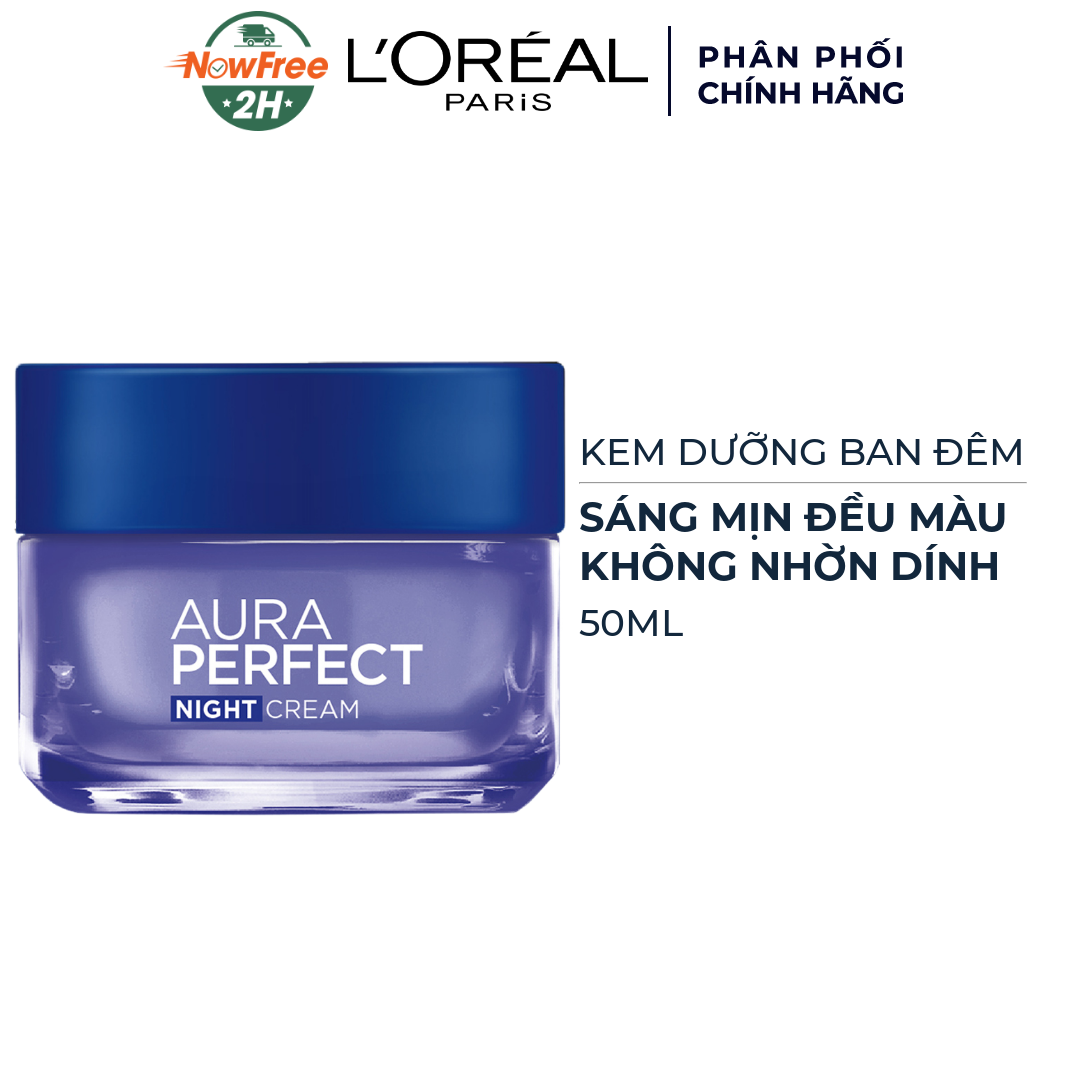 NowFree
2H
L'ORÉAL
PARiS
PHÂN PHỐI
CHÍNH HÃNG
KEM DƯỠNG BAN ĐÊM
SÁNG MỊN ĐỀU MÀU
KHÔNG NHỜN DÍNH
50ML
AURA
PERFECT
NIGHT CREAM